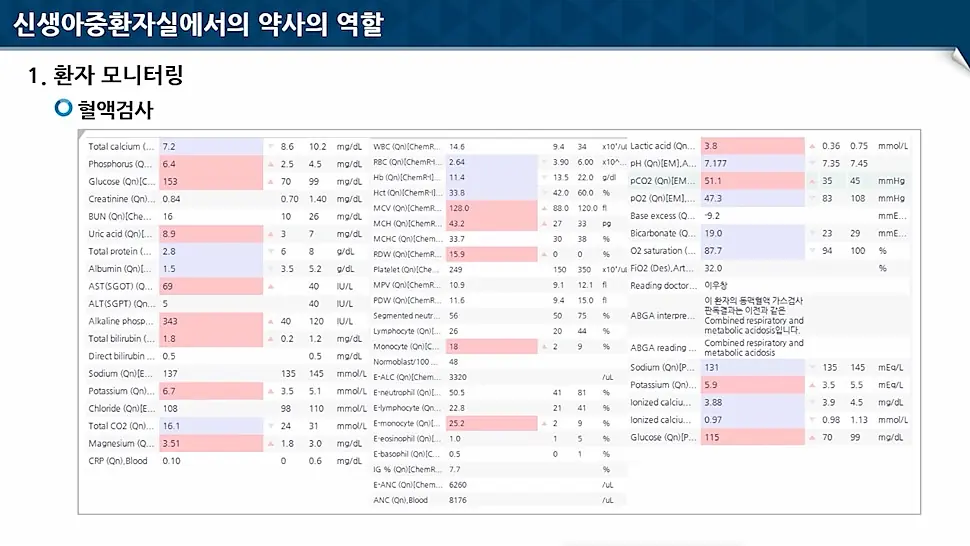 신생아중환자실에서의 약사의 역할
1. 환자 모니터링
혈액검사
Total calcium (... 7.2 8.6 10.2 mg/dL
Phosphorus (... 6.4 2.5 4.5 mg/dL
Glucose (Qn)[C... 153 70 99 mg/dL
Creatinine (Qn)... 0.84 0.70 1.40 mg/dL
BUN (Qn)[Che... 16 10 26 mg/dL
Uric acid (Qn)[... 8.9 3 7 mg/dL
Total protein (... 2.8 6 8 g/dL
Albumin (Qn)[... 1.5 3.5 5.2 g/dL
AST(SGOT) (Q... 69 40 IU/L
ALT(SGPT) (Qn... 5 40 IU/L
Alkaline phosp... 343 40 120 IU/L
Total bilirubin (... 1.8 0.2 1.2 mg/dL
Direct bilirubin ... 0.5 0.5 mg/dL
Sodium (Qn)[E... 137 135 145 mmol/L
Potassium (Qn)... 6.7 3.5 5.1 mmol/L
Chloride (Qn)[E... 108 98 110 mmol/L
Total CO2 (Qn)... 16.1 24 31 mmol/L
Magnesium (Q... 3.51 1.8 3.0 mg/dL
CRP (Qn),Blood 0.10 0 0.6 mg/dL
WBC (Qn)[ChemR... 14.6 9.4 34
RBC (Qn)[ChemR-I... 2.64 3.90 6.00 x10^...
Hb (Qn)[ChemR-I... 11.4 13.5 22.0 g/dl
Hct (Qn)[ChemR-I... 33.8 42.0 60.0 %
MCV (Qn)[ChemR... 128.0 88.0 120.0 fl
MCH (Qn)[ChemR... 43.2 27 33 pg
MCHC (Qn)[Chem... 33.7 30 38 %
RDW (Qn)[ChemR... 15.9 0 0 %
Platelet (Qn)[Che... 249 150 350
MPV (Qn)[ChemR... 10.9 9.1 12.1 fl
PDW (Qn)[ChemR... 11.6 9.4 15.0 fl
Segmented neutr... 56 50 75 %
Lymphocyte (Qn)... 26 20 44 %
Monocyte (Qn)[C... 18 2 9 %
Normoblast/100 ... 48
E-ALC (Qn)[Chem... 3320 /uL
E-neutrophil (Qn)... 50.5 41 81 %
E-lymphocyte (Qn)... 22.8 21 41 %
E-monocyte (Qn)[... 25.2 2 9 %
E-eosinophil (Qn)... 1.0 1 5 %
E-basophil (Qn)[C... 0.5 0 1 %
IG % (Qn)[ChemR... 7.7 %
E-ANC (Qn)[Chem... 6260 /uL
ANC (Qn),Blood 8176 /uL
Lactic acid (Qn... 3.8 0.36 0.75 mmol/L
pH (Qn)[EM],A... 7.177 7.35 7.45
pCO2 (Qn)[EM... 51.1 35 45 mmHg
pO2 (Qn)[EM],... 47.3 83 108 mmHg
Base excess (Q... -9.2 mmE...
Bicarbonate (Q... 19.0 23 29 mmE...
O2 saturation (... 87.7 94 100 %
FiO2 (Des),Art... 32.0 %
Reading doctor... 이우창
ABGA interpre... 이 환자의 동맥혈액 가스검사
판독결과는 이전과 같은
Combined respiratory and
metabolic acidosis입니다.
ABGA reading ... Combined respiratory and
metabolic acidosis
Sodium (Qn)[P... 131 135 145 mEq/L
Potassium (Qn)... 5.9 3.5 5.5 mEq/L
Ionized calciu... 3.88 3.9 4.5 mg/dL
Ionized calciu... 0.97 0.98 1.13 mmol/L
Glucose (Qn)[P... 115 70 99 mg/dL